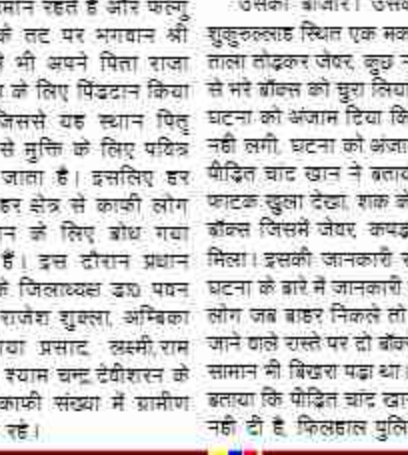 मान रहते हैं और फल्गु
के तट पर भगवान श्री
भी अपने पिता राजा
के लिए पिंडदान किया
जिससे यह स्थान पितृ
से मुक्ति के लिए पवित्र
जाता है। इसलिए हर
हर क्षेत्र से काफी लोग
न के लिए बोध गया
हैं। इस दौरान प्रधान
के जिलाध्यक्ष डा0 पवन
राजेश शुक्ला, अम्बिका
या प्रसाद, लक्ष्मी,राम
श्याम चन्द्र,देवीशरन के
काफी संख्या में ग्रामीण
रहे।
उसका बाजार।
शुकुरुल्लाह स्थित एक मक
ताला तोड़कर जेवर, कुछ न
से भरे बॉक्स को चुरा लिया
घटना को अंजाम दिया कि
नही लगी, घटना को अंजा
पीड़ित चांद खान ने बताय
फाटक खुला देखा, शक के
बॉक्स जिसमें जेवर, कपड़
मिला। इसकी जानकारी र
घटना के बारे में जानकारी
लोग जब बाहर निकले तो
जाने वाले रास्ते पर दो बॉक्स
सामान भी बिखरा पड़ा था।
बताया कि पीड़ित चांद खान
नही दी है, फिलहाल पुलि